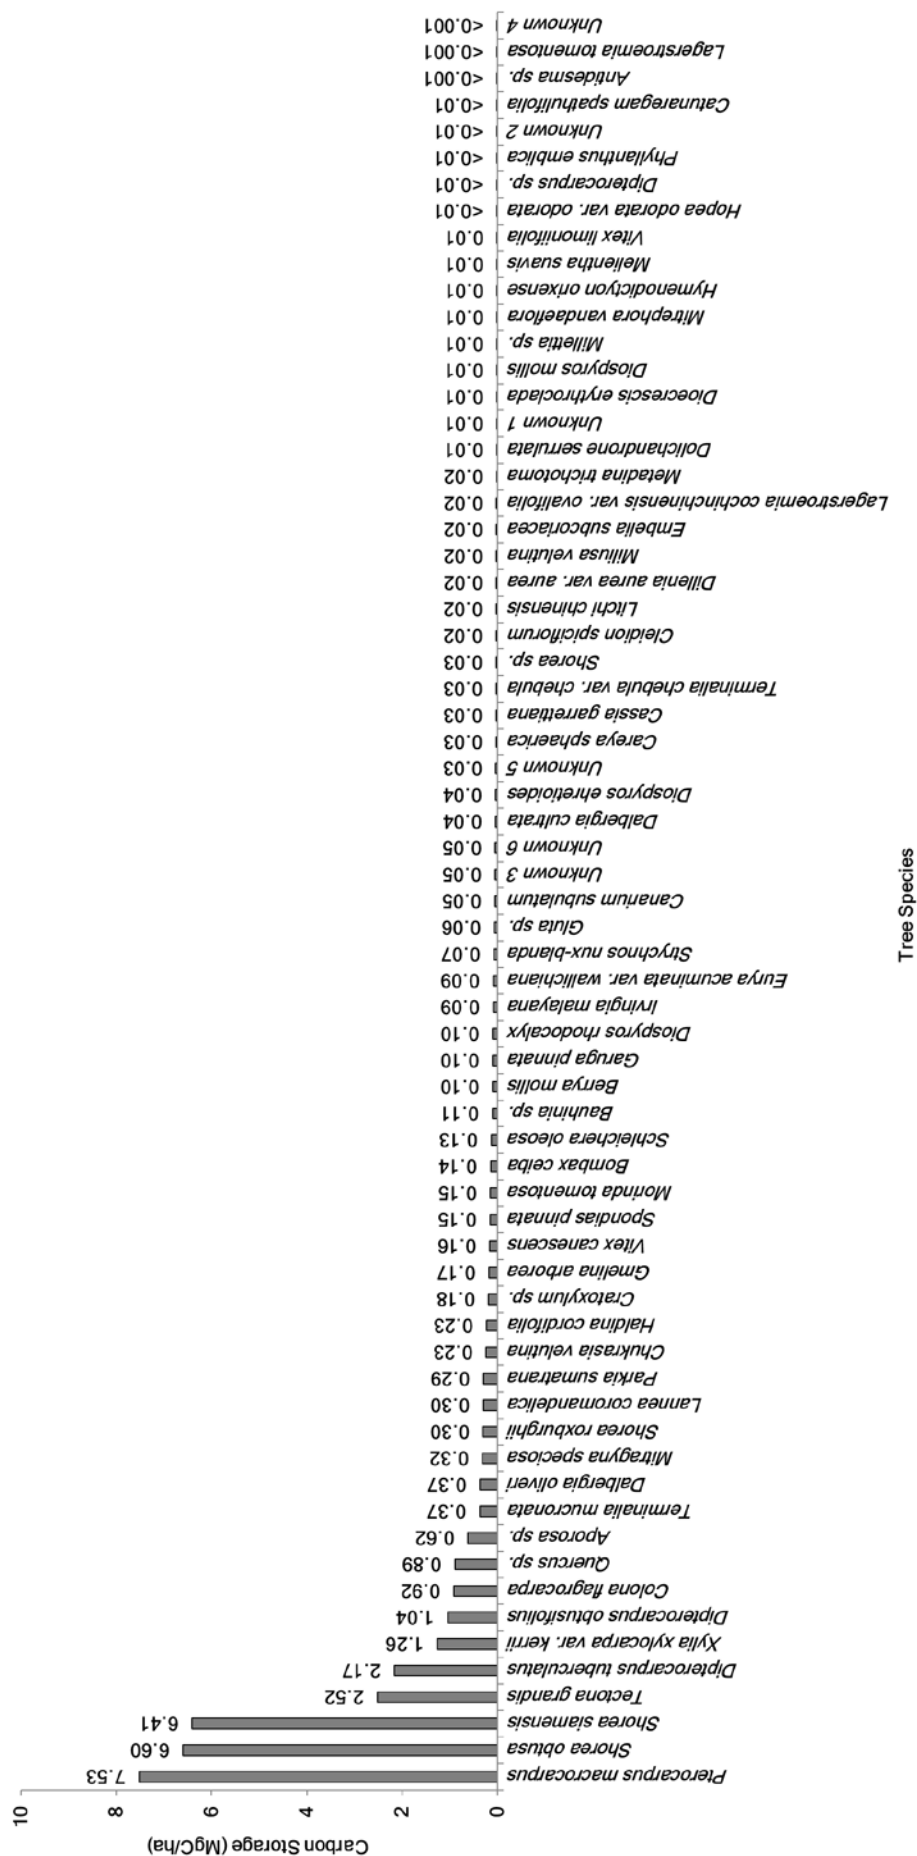 Carbon Storage (MgC/ha)
10
8
6
4
2
0
7.53
6.60
6.41
2.52
2.17
1.26
1.04
0.92
0.89
0.62
0.37
0.37
0.32
0.30
0.30
0.29
0.23
0.23
0.18
0.17
0.16
0.15
0.15
0.14
0.13
0.11
0.10
0.10
0.10
0.09
0.09
0.07
0.06
0.05
0.05
0.05
0.04
0.04
0.03
0.03
0.03
0.03
0.03
0.02
0.02
0.02
0.02
0.02
0.02
0.02
0.01
0.01
0.01
0.01
0.01
0.01
0.01
0.01
0.01
<0.01
<0.01
<0.01
<0.01
<0.01
<0.001
<0.001
<0.001
Pterocarpus macrocarpus
Shorea obtusa
Shorea siamensis
Tectona grandis
Dipterocarpus tuberculatus
Xylia xylocarpa var. kerrii
Dipterocarpus obtusifolius
Colona flagrocarpa
Quercus sp.
Aporosa sp.
Terminalia mucronata
Dalbergia oliveri
Mitragyna speciosa
Shorea roxburghii
Lannea coromandelica
Parkia sumatrana
Chukrasia velutina
Haldina cordifolia
Cratoxylum sp.
Gmelina arborea
Vitex canescens
Spondias pinnata
Morinda tomentosa
Bombax ceiba
Schleichera oleosa
Bauhinia sp.
Berrya mollis
Garuga pinnata
Diospyros rhodocalyx
Irvingia malayana
Eurya acuminata var. wallichiana
Strychnos nux-blanda
Gluta sp.
Canarium subulatum
Unknown 3
Unknown 6
Dalbergia cultrata
Diospyros ehretioides
Unknown 5
Careya sphaerica
Cassia garrettiana
Terminalia chebula var. chebula
Shorea sp.
Cleidion spiciflorum
Litchi chinensis
Dillenia aurea var. aurea
Miliusa velutina
Embelia subcoriacea
Lagerstroemia cochinchinensis var. ovalifolia
Metadina trichotoma
Dolichandrone serrulata
Unknown 1
Dioecrescis erythroclada
Diospyros mollis
Millettia sp.
Mitrephora vandaeflora
Hymenodictyon orixense
Melientha suavis
Vitex limonifolia
Hopea odorata var. odorata
Dipterocarpus sp.
Phyllanthus emblica
Unknown 2
Catunaregam spathulifolia
Antidesma sp.
Lagerstroemia tomentosa
Unknown 4
Tree Species